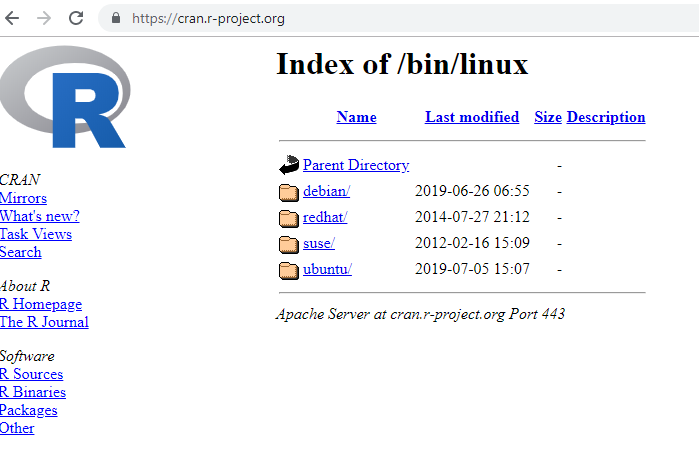 https://cran.r-project.org
R
CRAN
Mirrors
What's new?
Task Views
Search
About R
R Homepage
The R Journal
Software
R Sources
R Binaries
Packages
Other
Index of /bin/linux
Name Last modified Size Description
Parent Directory -
debian/ 2019-06-26 06:55 -
redhat/ 2014-07-27 21:12 -
suse/ 2012-02-16 15:09 -
ubuntu/ 2019-07-05 15:07 -
Apache Server at cran.r-project.org Port 443